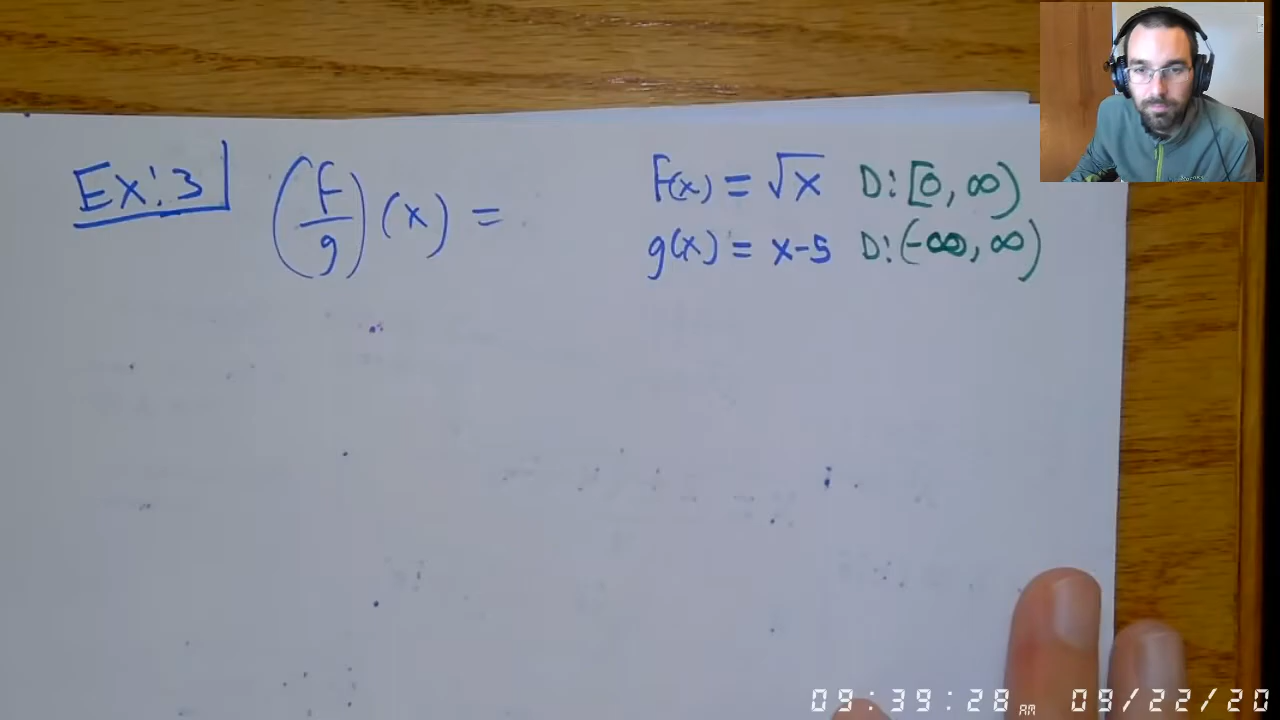 Ex: 3 (f/g)(x) =
f(x) = √x D: [0, ∞)
g(x) = x-5 D: (-∞, ∞)
09:39:28 AM 09/22/20